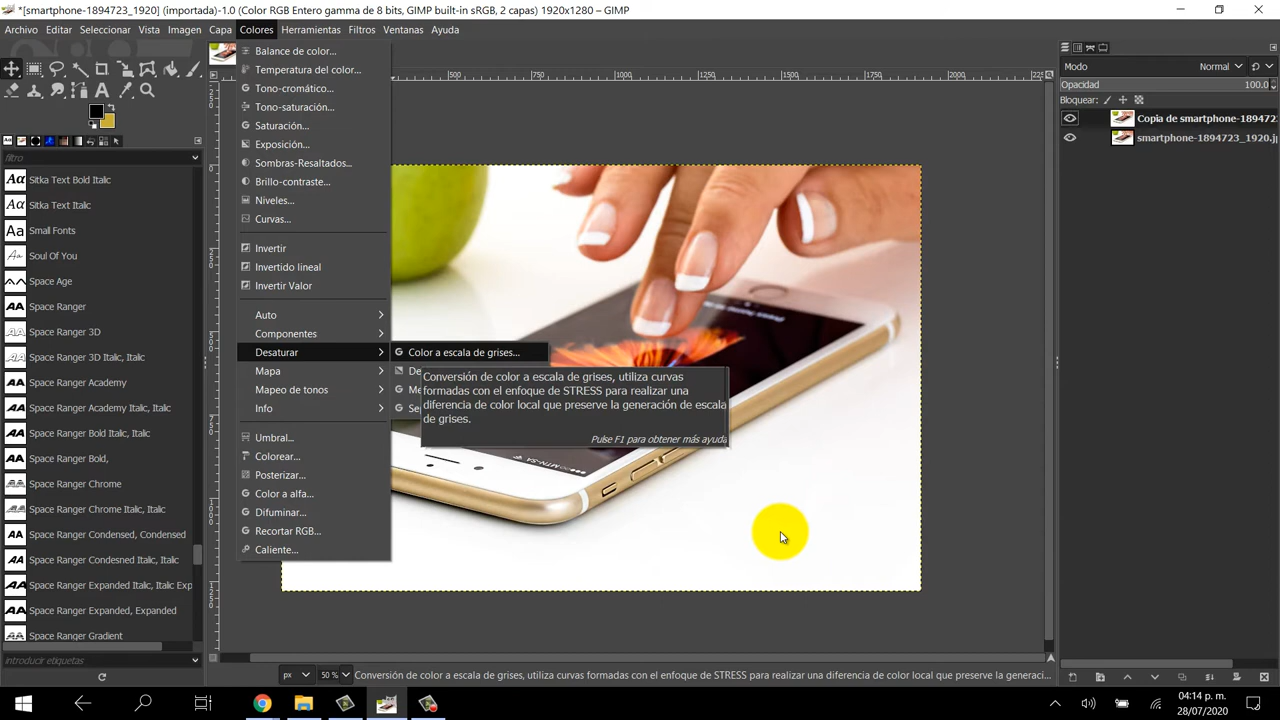 *[smartphone-1894723_1920] (importada)-1.0 (Color RGB Entero gamma de 8 bits, GIMP built-in sRGB, 2 capas) 1920x1280 – GIMP
Archivo Editar Seleccionar Vista Imagen Capa Colores Herramientas Filtros Ventanas Ayuda
Balance de color...
Temperatura del color...
Tono-cromático...
Tono-saturación...
Saturación...
Exposición...
Sombras-Resaltados...
Brillo-contraste...
Niveles...
Curvas...
Invertir
Invertido lineal
Invertir Valor
Auto
Componentes
Desaturar
Mapa
Mapeo de tonos
Info
Umbral...
Colorear...
Posterizar...
Color a alfa...
Difuminar...
Recortar RGB...
Caliente...
Color a escala de grises...
Conversión de color a escala de grises, utiliza curvas
formadas con el enfoque de STRESS para realizar una
diferencia de color local que preserve la generación de escala
de grises.
Pulse F1 para obtener más ayuda
filtro
Sitka Text Bold Italic
Sitka Text Italic
Small Fonts
Soul Of You
Space Age
Space Ranger
Space Ranger 3D
Space Ranger 3D Italic, Italic
Space Ranger Academy
Space Ranger Academy Italic, Italic
Space Ranger Bold Italic, Italic
Space Ranger Bold,
Space Ranger Chrome
Space Ranger Chrome Italic, Italic
Space Ranger Condensed, Condensed
Space Ranger Condesned Italic, Italic
Space Ranger Expanded Italic, Italic Exp
Space Ranger Expanded, Expanded
Space Ranger Gradient
introducir etiquetas
500 750 1000 1250 1500 1750 2000
Modo Normal
Opacidad 100.0
Bloquear:
Copia de smartphone-1894723
smartphone-1894723_1920.j
MTN-SA
px 50 % Conversión de color a escala de grises, utiliza curvas formadas con el enfoque de STRESS para realizar una diferencia de color local que preserve la generaci...
04:14 p. m.
28/07/2020